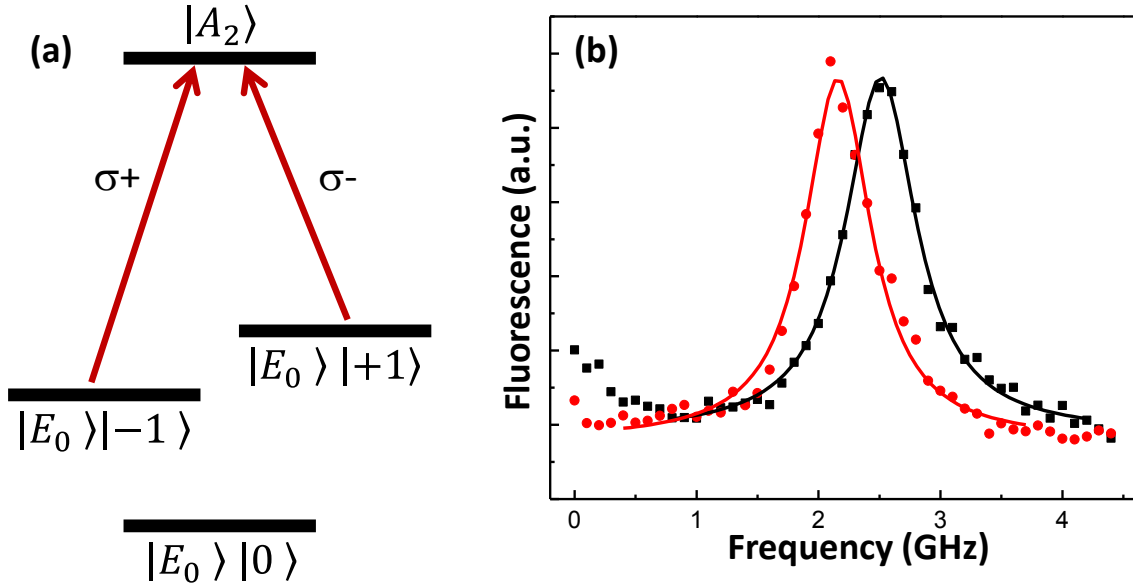 (a)
|A₂⟩
σ+
σ-
|E₀ ⟩ |+1⟩
|E₀ ⟩|−1 ⟩
|E₀ ⟩ |0 ⟩
(b)
Fluorescence (a.u.)
0 1 2 3 4
Frequency (GHz)